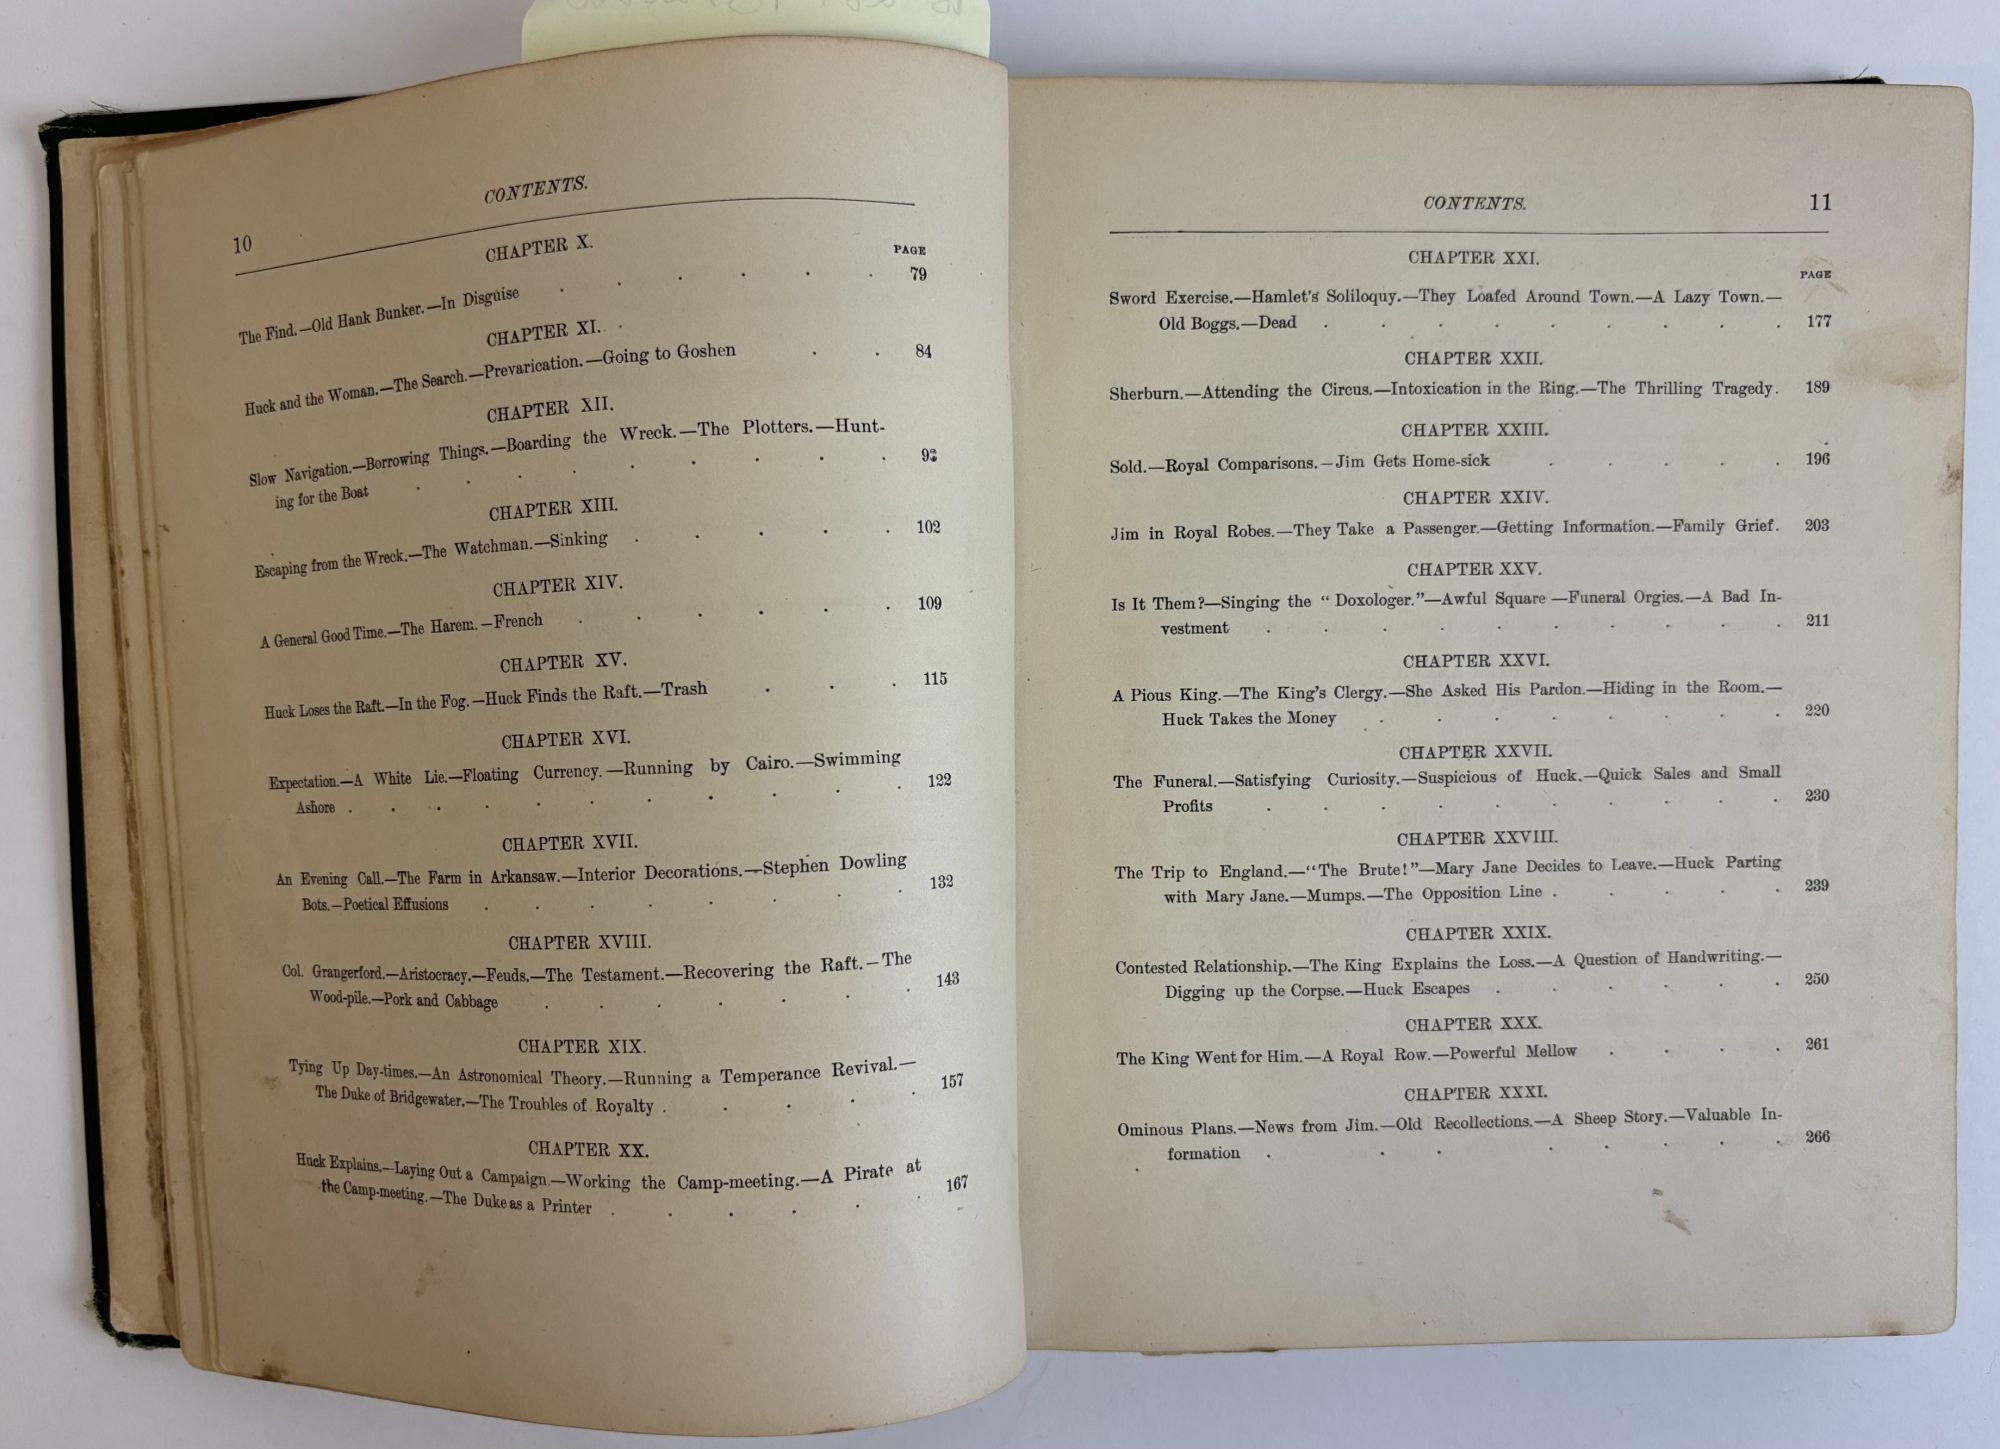 CONTENTS.
10
CHAPTER X.
PAGE
The Find.—Old Hank Bunker.—In Disguise . . . . . . 79
CHAPTER XI.
Huck and the Woman.—The Search.—Prevarication.—Going to Goshen . . 84
CHAPTER XII.
Slow Navigation.—Borrowing Things.—Boarding the Wreck.—The Plotters.—Hunt-
ing for the Boat . . . . . . . . . 93
CHAPTER XIII.
Escaping from the Wreck.—The Watchman.—Sinking . . . . . 102
CHAPTER XIV.
A General Good Time.—The Harem.—French . . . . . . 109
CHAPTER XV.
Huck Loses the Raft.—In the Fog.—Huck Finds the Raft.—Trash . . . 115
CHAPTER XVI.
Expectation.—A White Lie.—Floating Currency.—Running by Cairo.—Swimming
Ashore . . . . . . . . . . 122
CHAPTER XVII.
An Evening Call.—The Farm in Arkansaw.—Interior Decorations.—Stephen Dowling
Bots.—Poetical Effusions . . . . . . . . 132
CHAPTER XVIII.
Col. Grangerford.—Aristocracy.—Feuds.—The Testament.—Recovering the Raft.—The
Wood-pile.—Pork and Cabbage . . . . . . . 143
CHAPTER XIX.
Tying Up Day-times.—An Astronomical Theory.—Running a Temperance Revival.—
The Duke of Bridgewater.—The Troubles of Royalty . . . . . 157
CHAPTER XX.
Huck Explains.—Laying Out a Campaign.—Working the Camp-meeting.—A Pirate at
the Camp-meeting.—The Duke as a Printer . . . . . . 167
CONTENTS. 11
CHAPTER XXI.
PAGE
Sword Exercise.—Hamlet's Soliloquy.—They Loafed Around Town.—A Lazy Town.—
Old Boggs.—Dead . . . . . . . . . 177
CHAPTER XXII.
Sherburn.—Attending the Circus.—Intoxication in the Ring.—The Thrilling Tragedy. 189
CHAPTER XXIII.
Sold.—Royal Comparisons.—Jim Gets Home-sick . . . . . 196
CHAPTER XXIV.
Jim in Royal Robes.—They Take a Passenger.—Getting Information.—Family Grief. 203
CHAPTER XXV.
Is It Them?—Singing the "Doxologer."—Awful Square—Funeral Orgies.—A Bad In-
vestment . . . . . . . . . . 211
CHAPTER XXVI.
A Pious King.—The King's Clergy.—She Asked His Pardon.—Hiding in the Room.—
Huck Takes the Money . . . . . . . . 220
CHAPTER XXVII.
The Funeral.—Satisfying Curiosity.—Suspicious of Huck.—Quick Sales and Small
Profits . . . . . . . . . . 230
CHAPTER XXVIII.
The Trip to England.—"The Brute!"—Mary Jane Decides to Leave.—Huck Parting
with Mary Jane.—Mumps.—The Opposition Line . . . . . 239
CHAPTER XXIX.
Contested Relationship.—The King Explains the Loss.—A Question of Handwriting.—
Digging up the Corpse.—Huck Escapes . . . . . . 250
CHAPTER XXX.
The King Went for Him.—A Royal Row.—Powerful Mellow . . . . 261
CHAPTER XXXI.
Ominous Plans.—News from Jim.—Old Recollections.—A Sheep Story.—Valuable In-
formation . . . . . . . 266